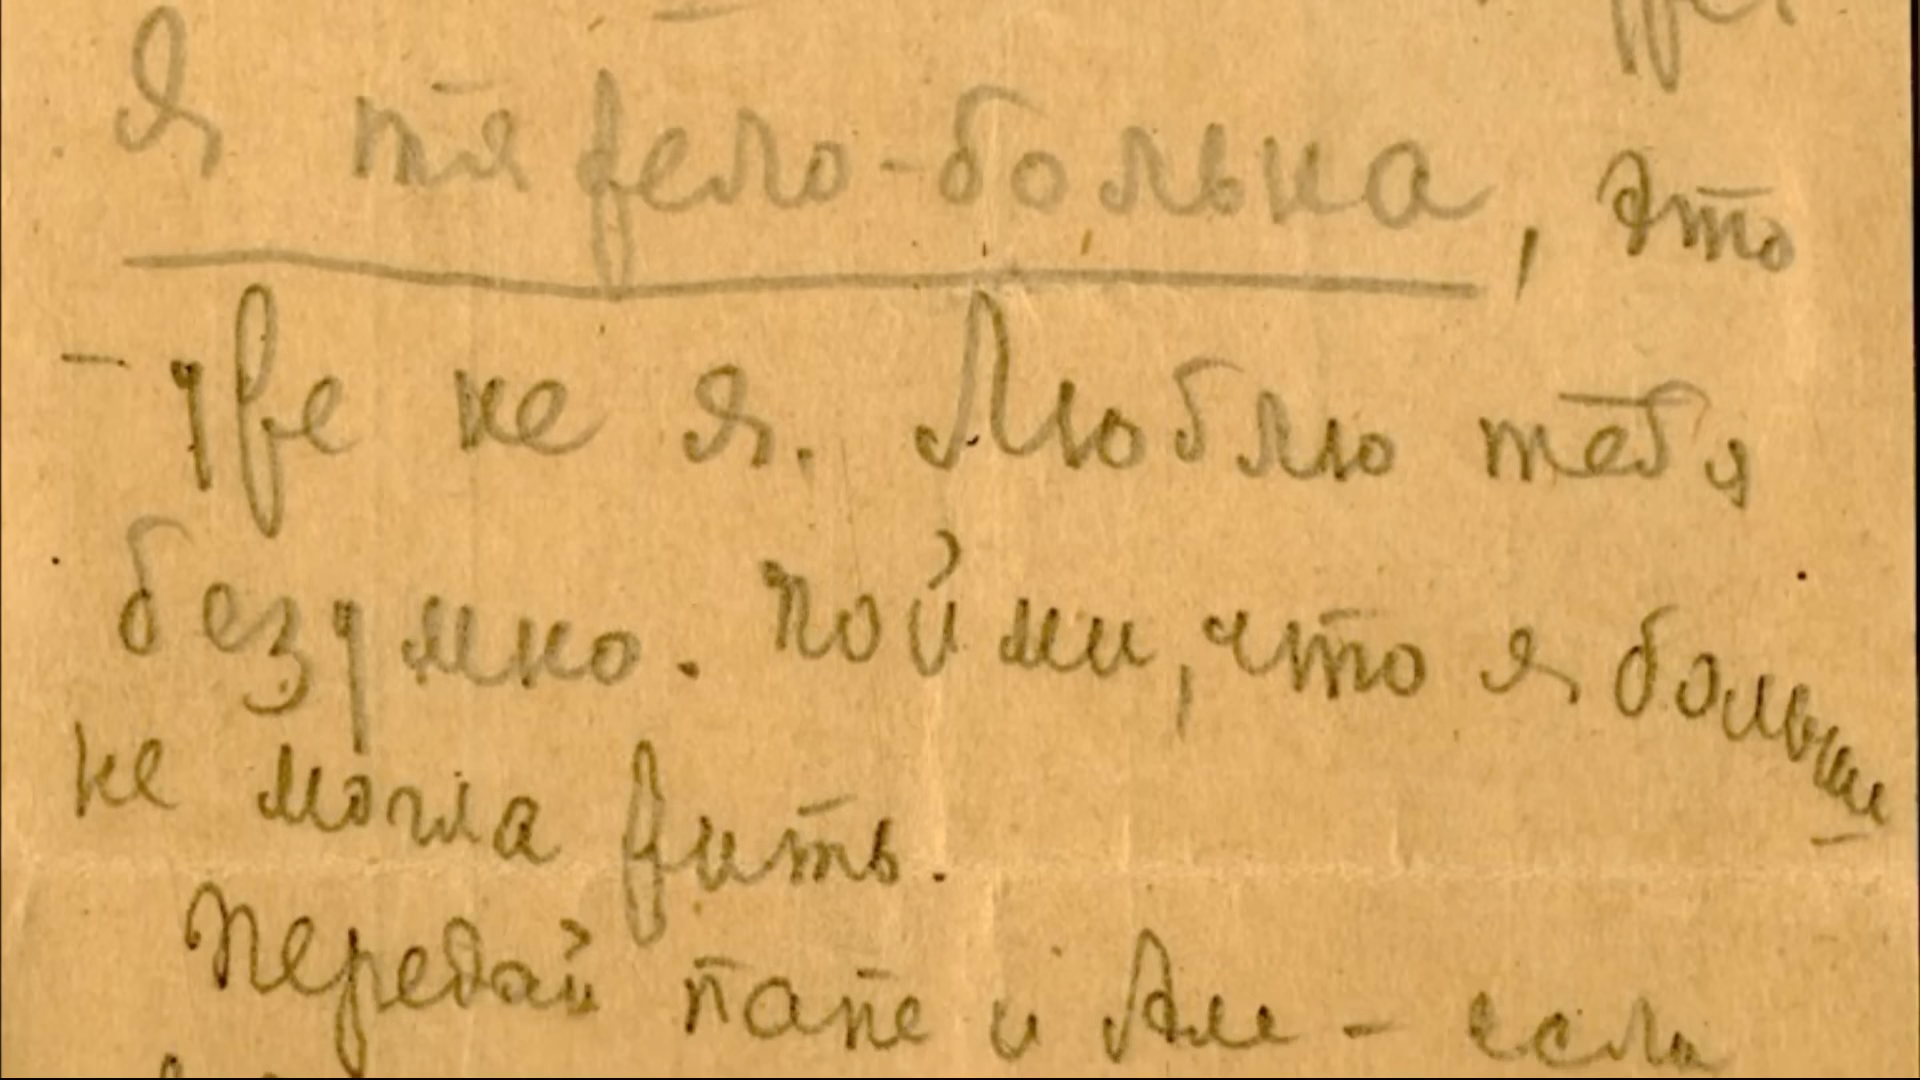 Я тяжело-больна, это
- уже не я. Люблю тебя
безумно. Пойми, что я больше
не могла жить.
Передай папе и Але - если